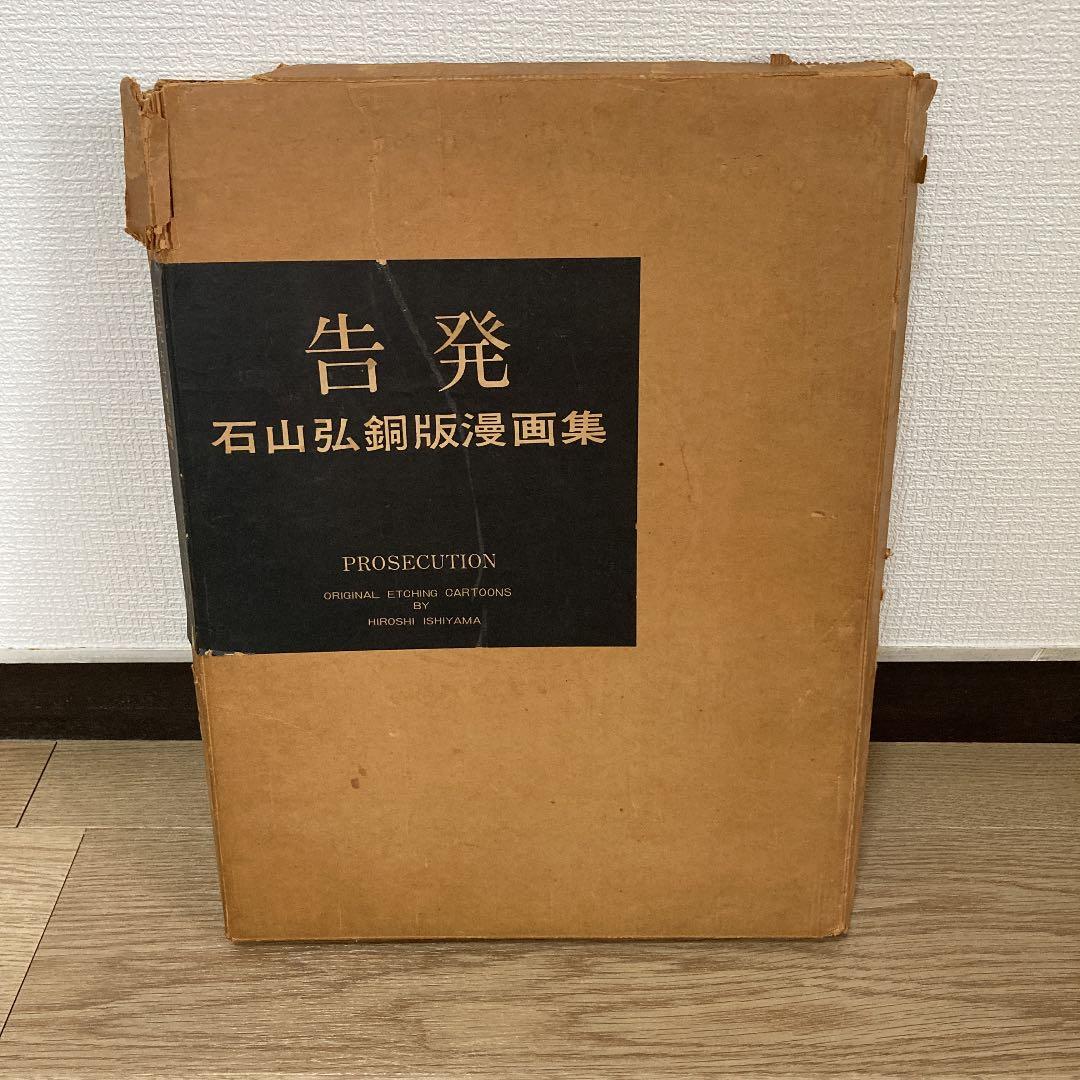 告発
石山弘銅版漫画集
PROSECUTION
ORIGINAL ETCHING CARTOONS
BY
HIROSHI ISHIYAMA